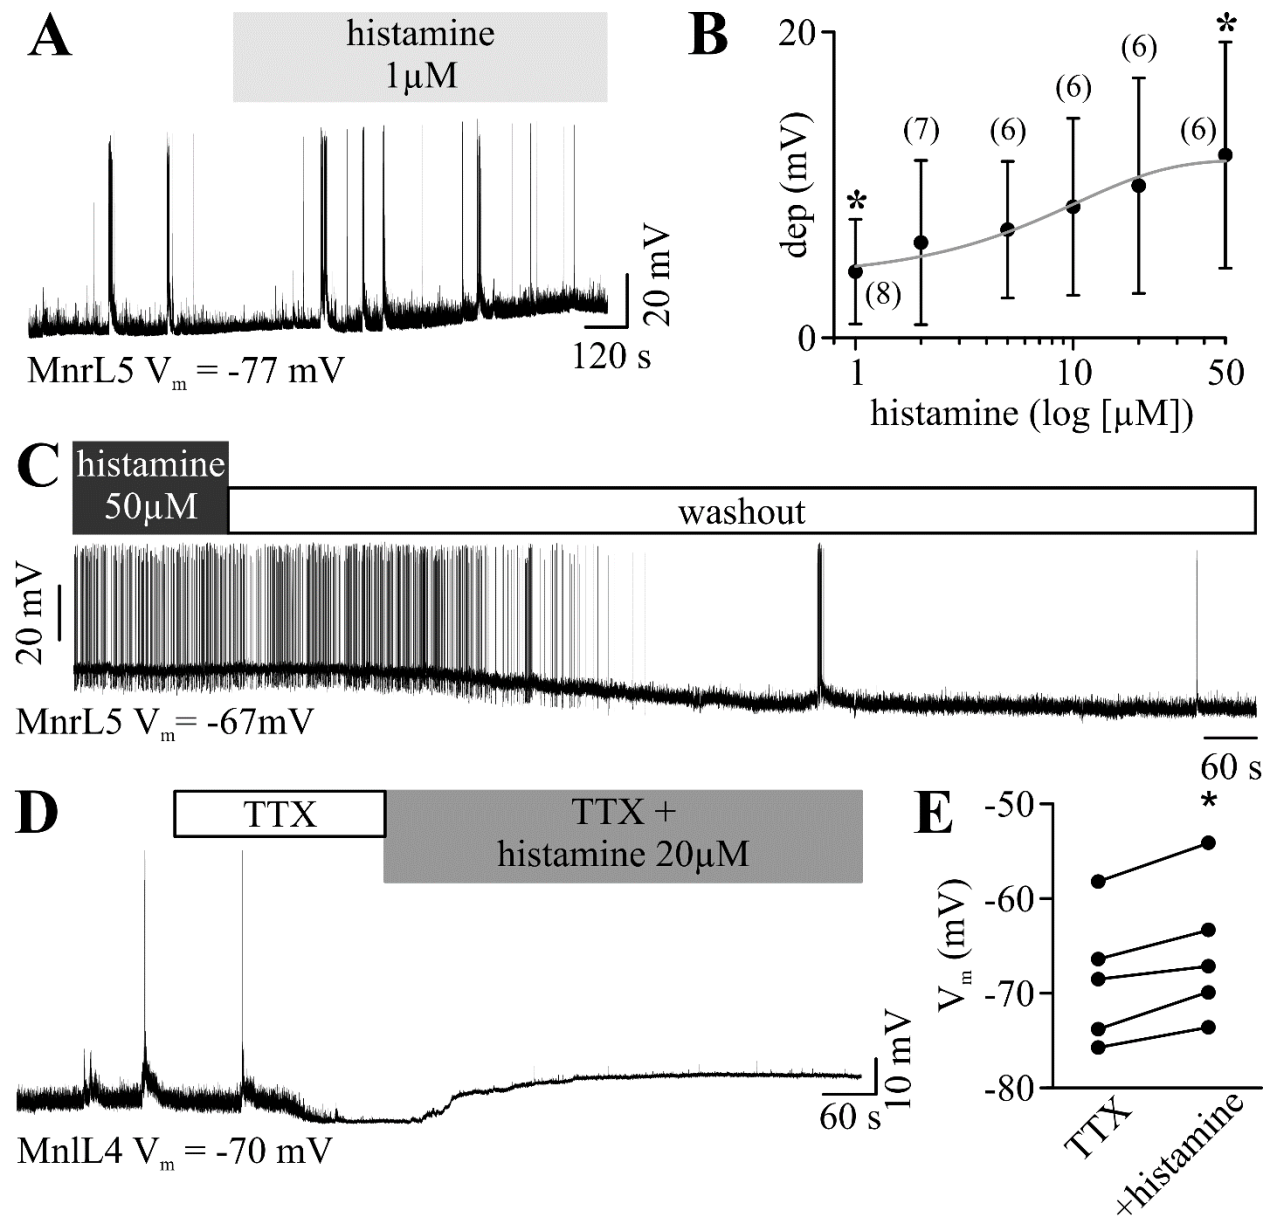 A
histamine
1µM
20 mV
120 s
MnrL5 Vm = -77 mV
B
20
0
dep (mV)
*
(8)
(7)
(6)
(6)
(6)
(6)
*
1
10
50
histamine (log [µM])
C
histamine
50µM
washout
20 mV
MnrL5 Vm= -67mV
60 s
D
TTX
TTX +
histamine 20µM
10 mV
60 s
MnlL4 Vm = -70 mV
E
*
-50
-60
-70
-80
Vm (mV)
TTX
+histamine